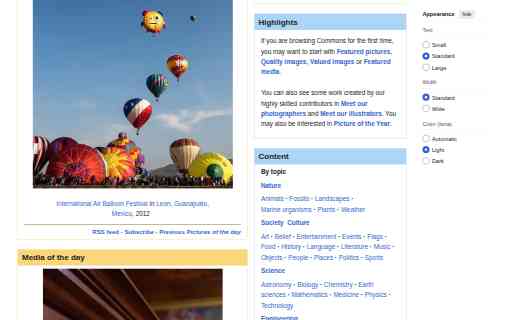 International Air Balloon Festival in León, Guanajuato,
Mexico, 2012
RSS feed · Subscribe · Previous Pictures of the day
Media of the day
Highlights
If you are browsing Commons for the first time,
you may want to start with Featured pictures,
Quality images, Valued images or Featured
media.
You can also see some work created by our
highly skilled contributors in Meet our
photographers and Meet our illustrators. You
may also be interested in Picture of the Year.
Content
By topic
Nature
Animals · Fossils · Landscapes ·
Marine organisms · Plants · Weather
Society Culture
Art · Belief · Entertainment · Events · Flags ·
Food · History · Language · Literature · Music ·
Objects · People · Places · Politics · Sports
Science
Astronomy · Biology · Chemistry · Earth
sciences · Mathematics · Medicine · Physics ·
Technology
Engineering
Appearance hide
Text
Small
Standard
Large
Width
Standard
Wide
Color (beta)
Automatic
Light
Dark